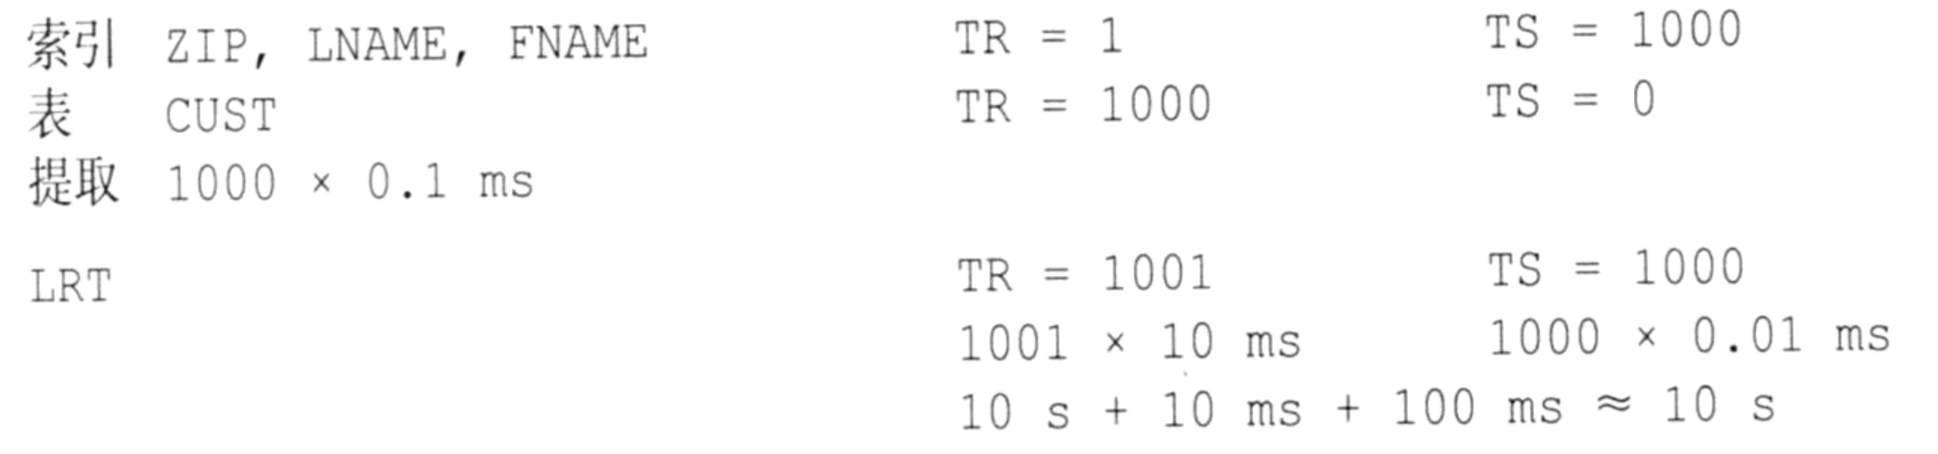 索引 ZIP, LNAME, FNAME TR = 1 TS = 1000
表 CUST TR = 1000 TS = 0
提取 1000 × 0.1 ms
LRT TR = 1001 TS = 1000
1001 × 10 ms 1000 × 0.01 ms
10 s + 10 ms + 100 ms ≈ 10 s